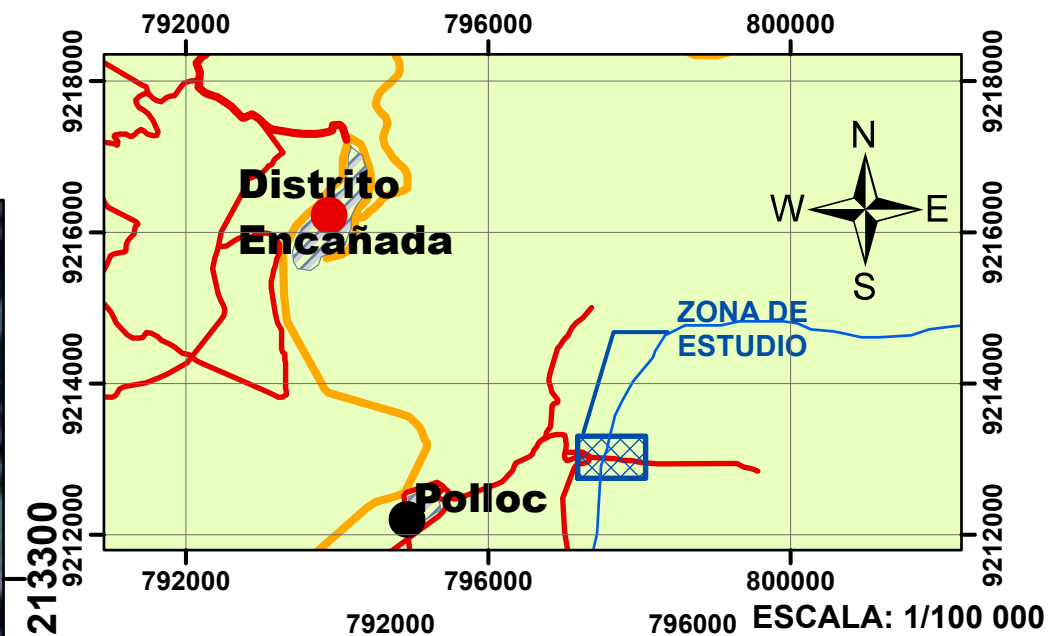 792000 796000 800000
9218000 9218000
N
Distrito
W E
Encañada
9216000 9216000
S
ZONA DE
ESTUDIO
9214000 9214000
Polloc
9212000 9212000
213300
792000 796000 800000
792000 796000 ESCALA: 1/100 000